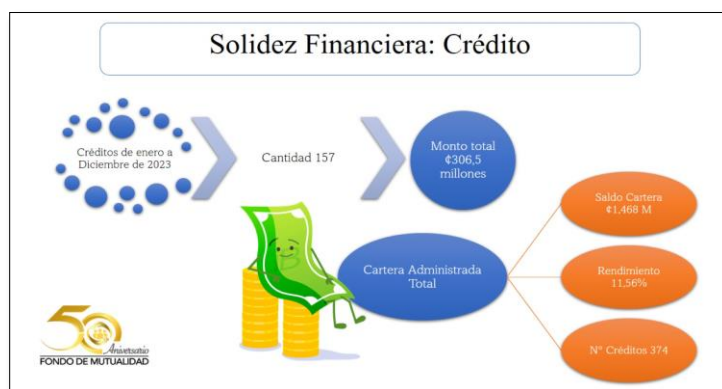 Solidez Financiera: Crédito
Créditos de enero a
Diciembre de 2023
Cantidad 157
Monto total
₡306,5
millones
Cartera Administrada
Total
Saldo Cartera
₡1,468 M
Rendimiento
11,56%
N° Créditos 374
50
Aniversario
FONDO DE MUTUALIDAD